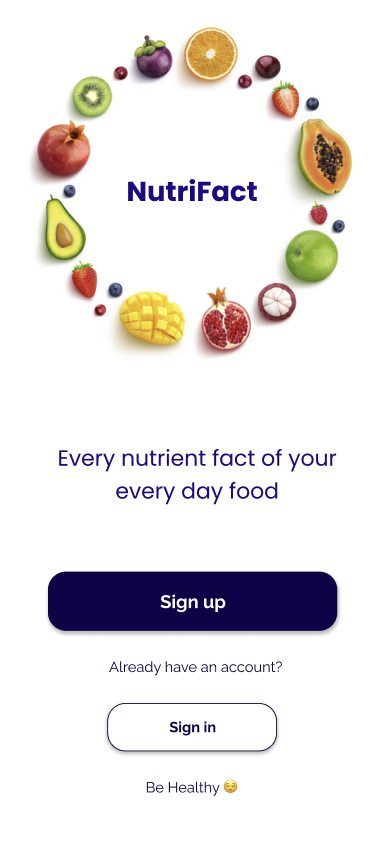 NutriFact
Every nutrient fact of your
every day food
Sign up
Already have an account?
Sign in
Be Healthy 😌